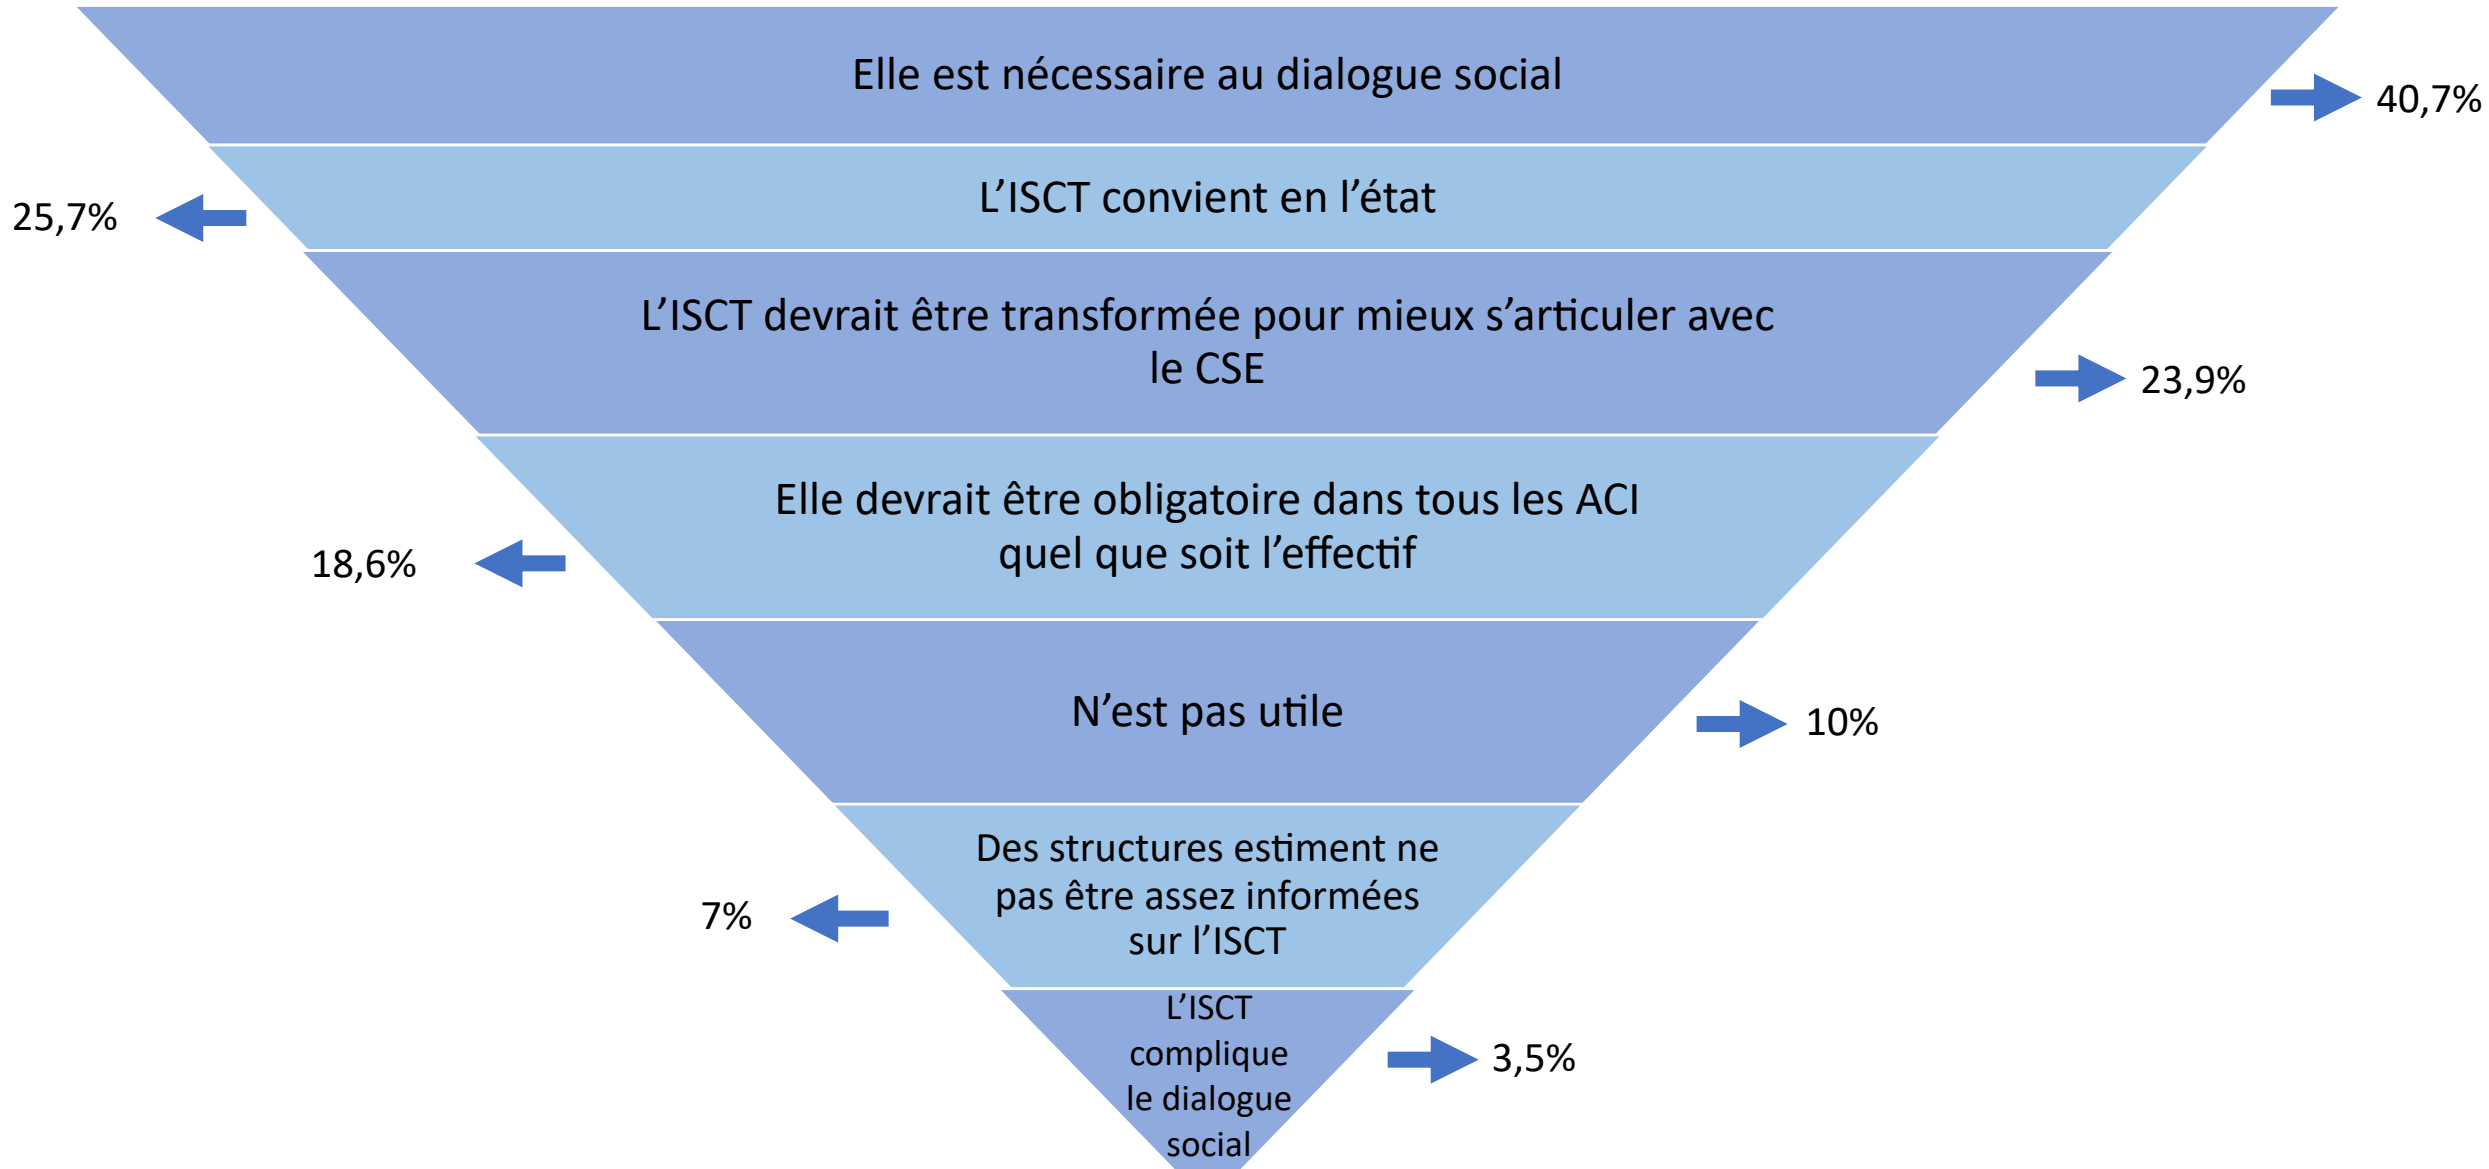 Elle est nécessaire au dialogue social
40,7%
L’ISCT convient en l’état
25,7%
L’ISCT devrait être transformée pour mieux s’articuler avec
le CSE
23,9%
Elle devrait être obligatoire dans tous les ACI
quel que soit l’effectif
18,6%
N’est pas utile
10%
Des structures estiment ne
pas être assez informées
sur l’ISCT
7%
L’ISCT
complique
le dialogue
social
3,5%